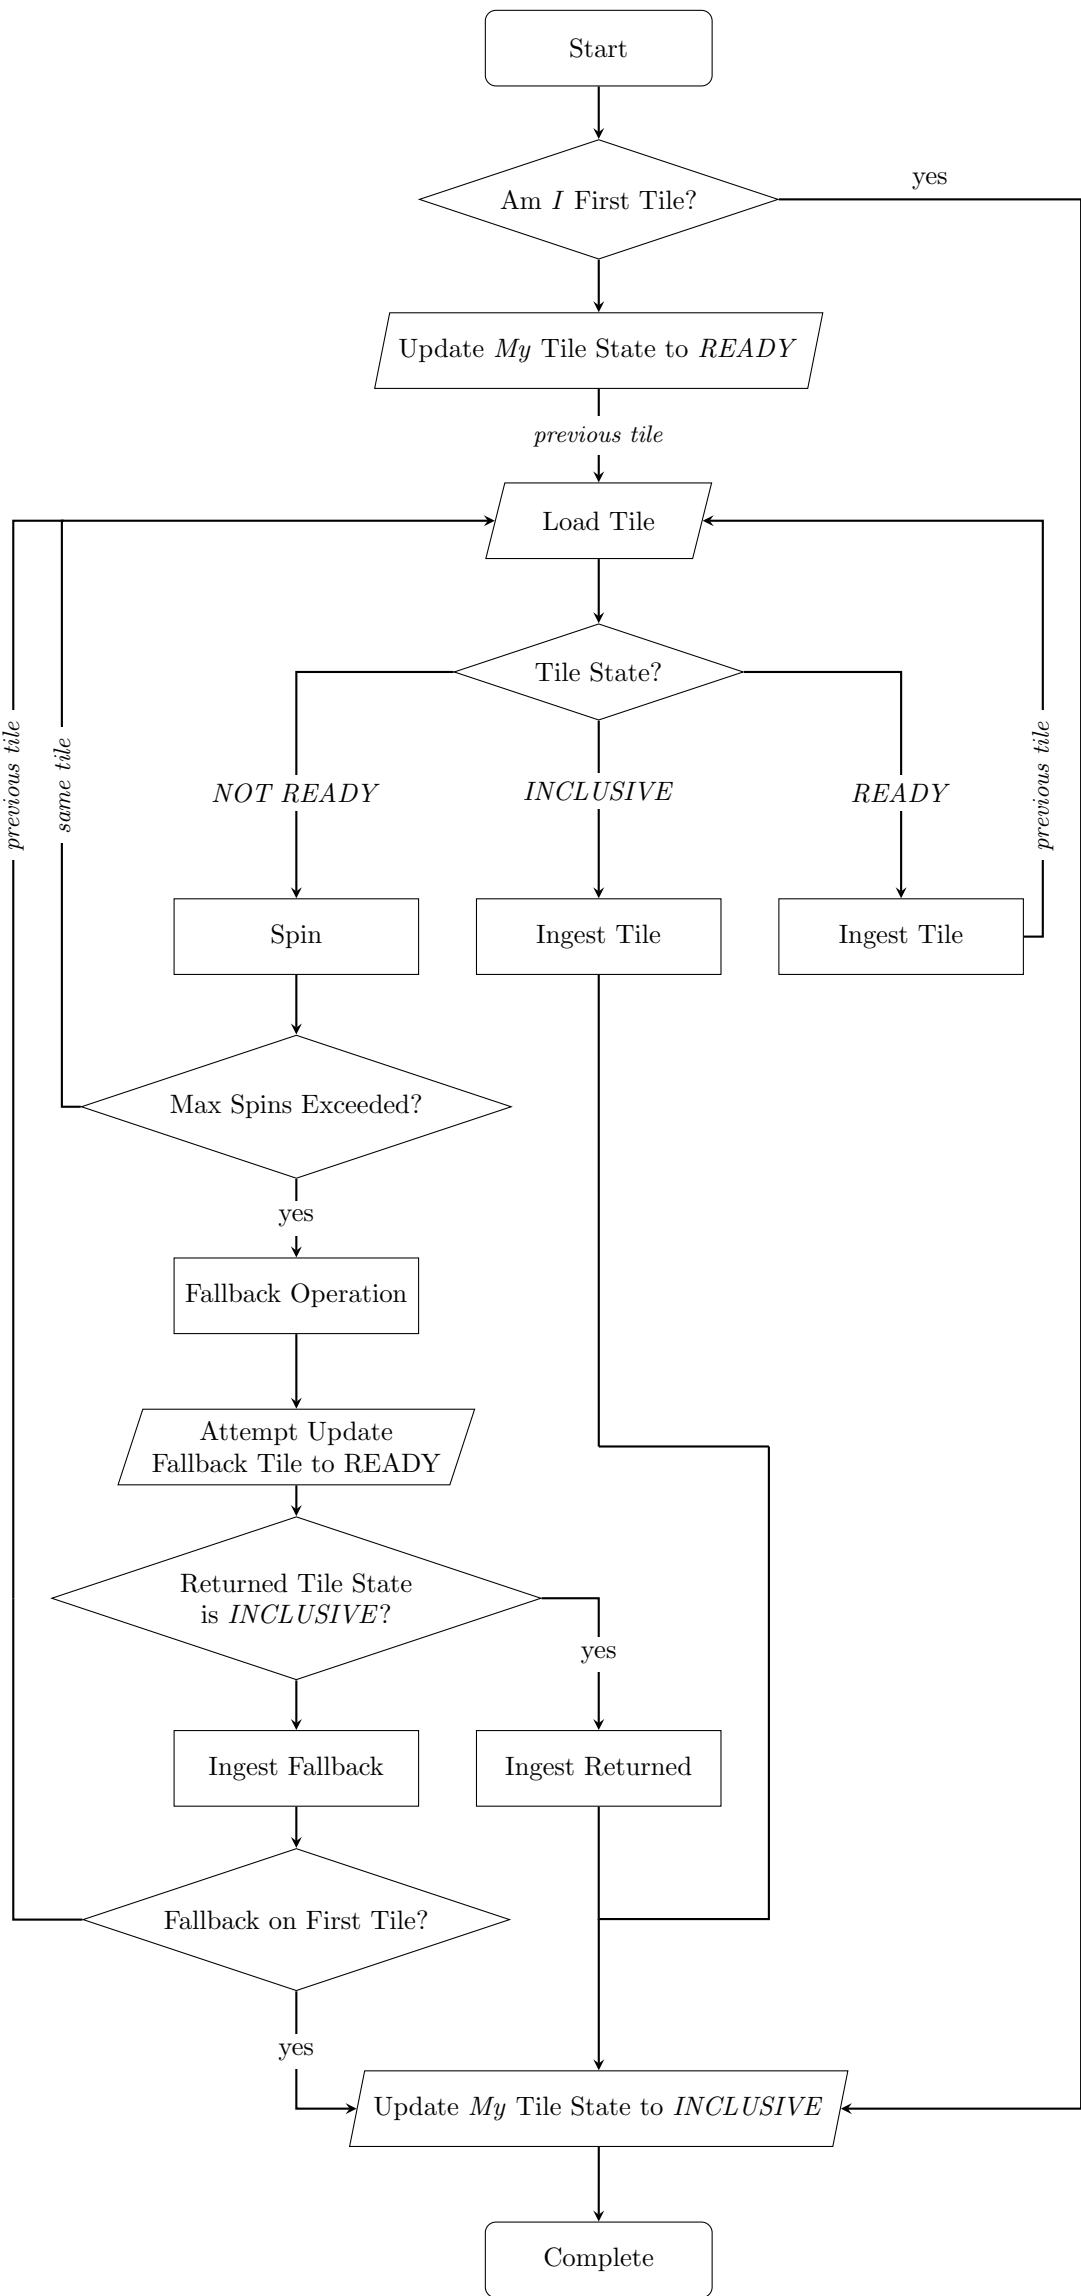 Start
Am I First Tile?
yes
Update My Tile State to READY
previous tile
Load Tile
Tile State?
previous tile
same tile
NOT READY
INCLUSIVE
READY
previous tile
Spin
Ingest Tile
Ingest Tile
Max Spins Exceeded?
yes
Fallback Operation
Attempt Update
Fallback Tile to READY
Returned Tile State
is INCLUSIVE?
yes
Ingest Fallback
Ingest Returned
Fallback on First Tile?
yes
Update My Tile State to INCLUSIVE
Complete